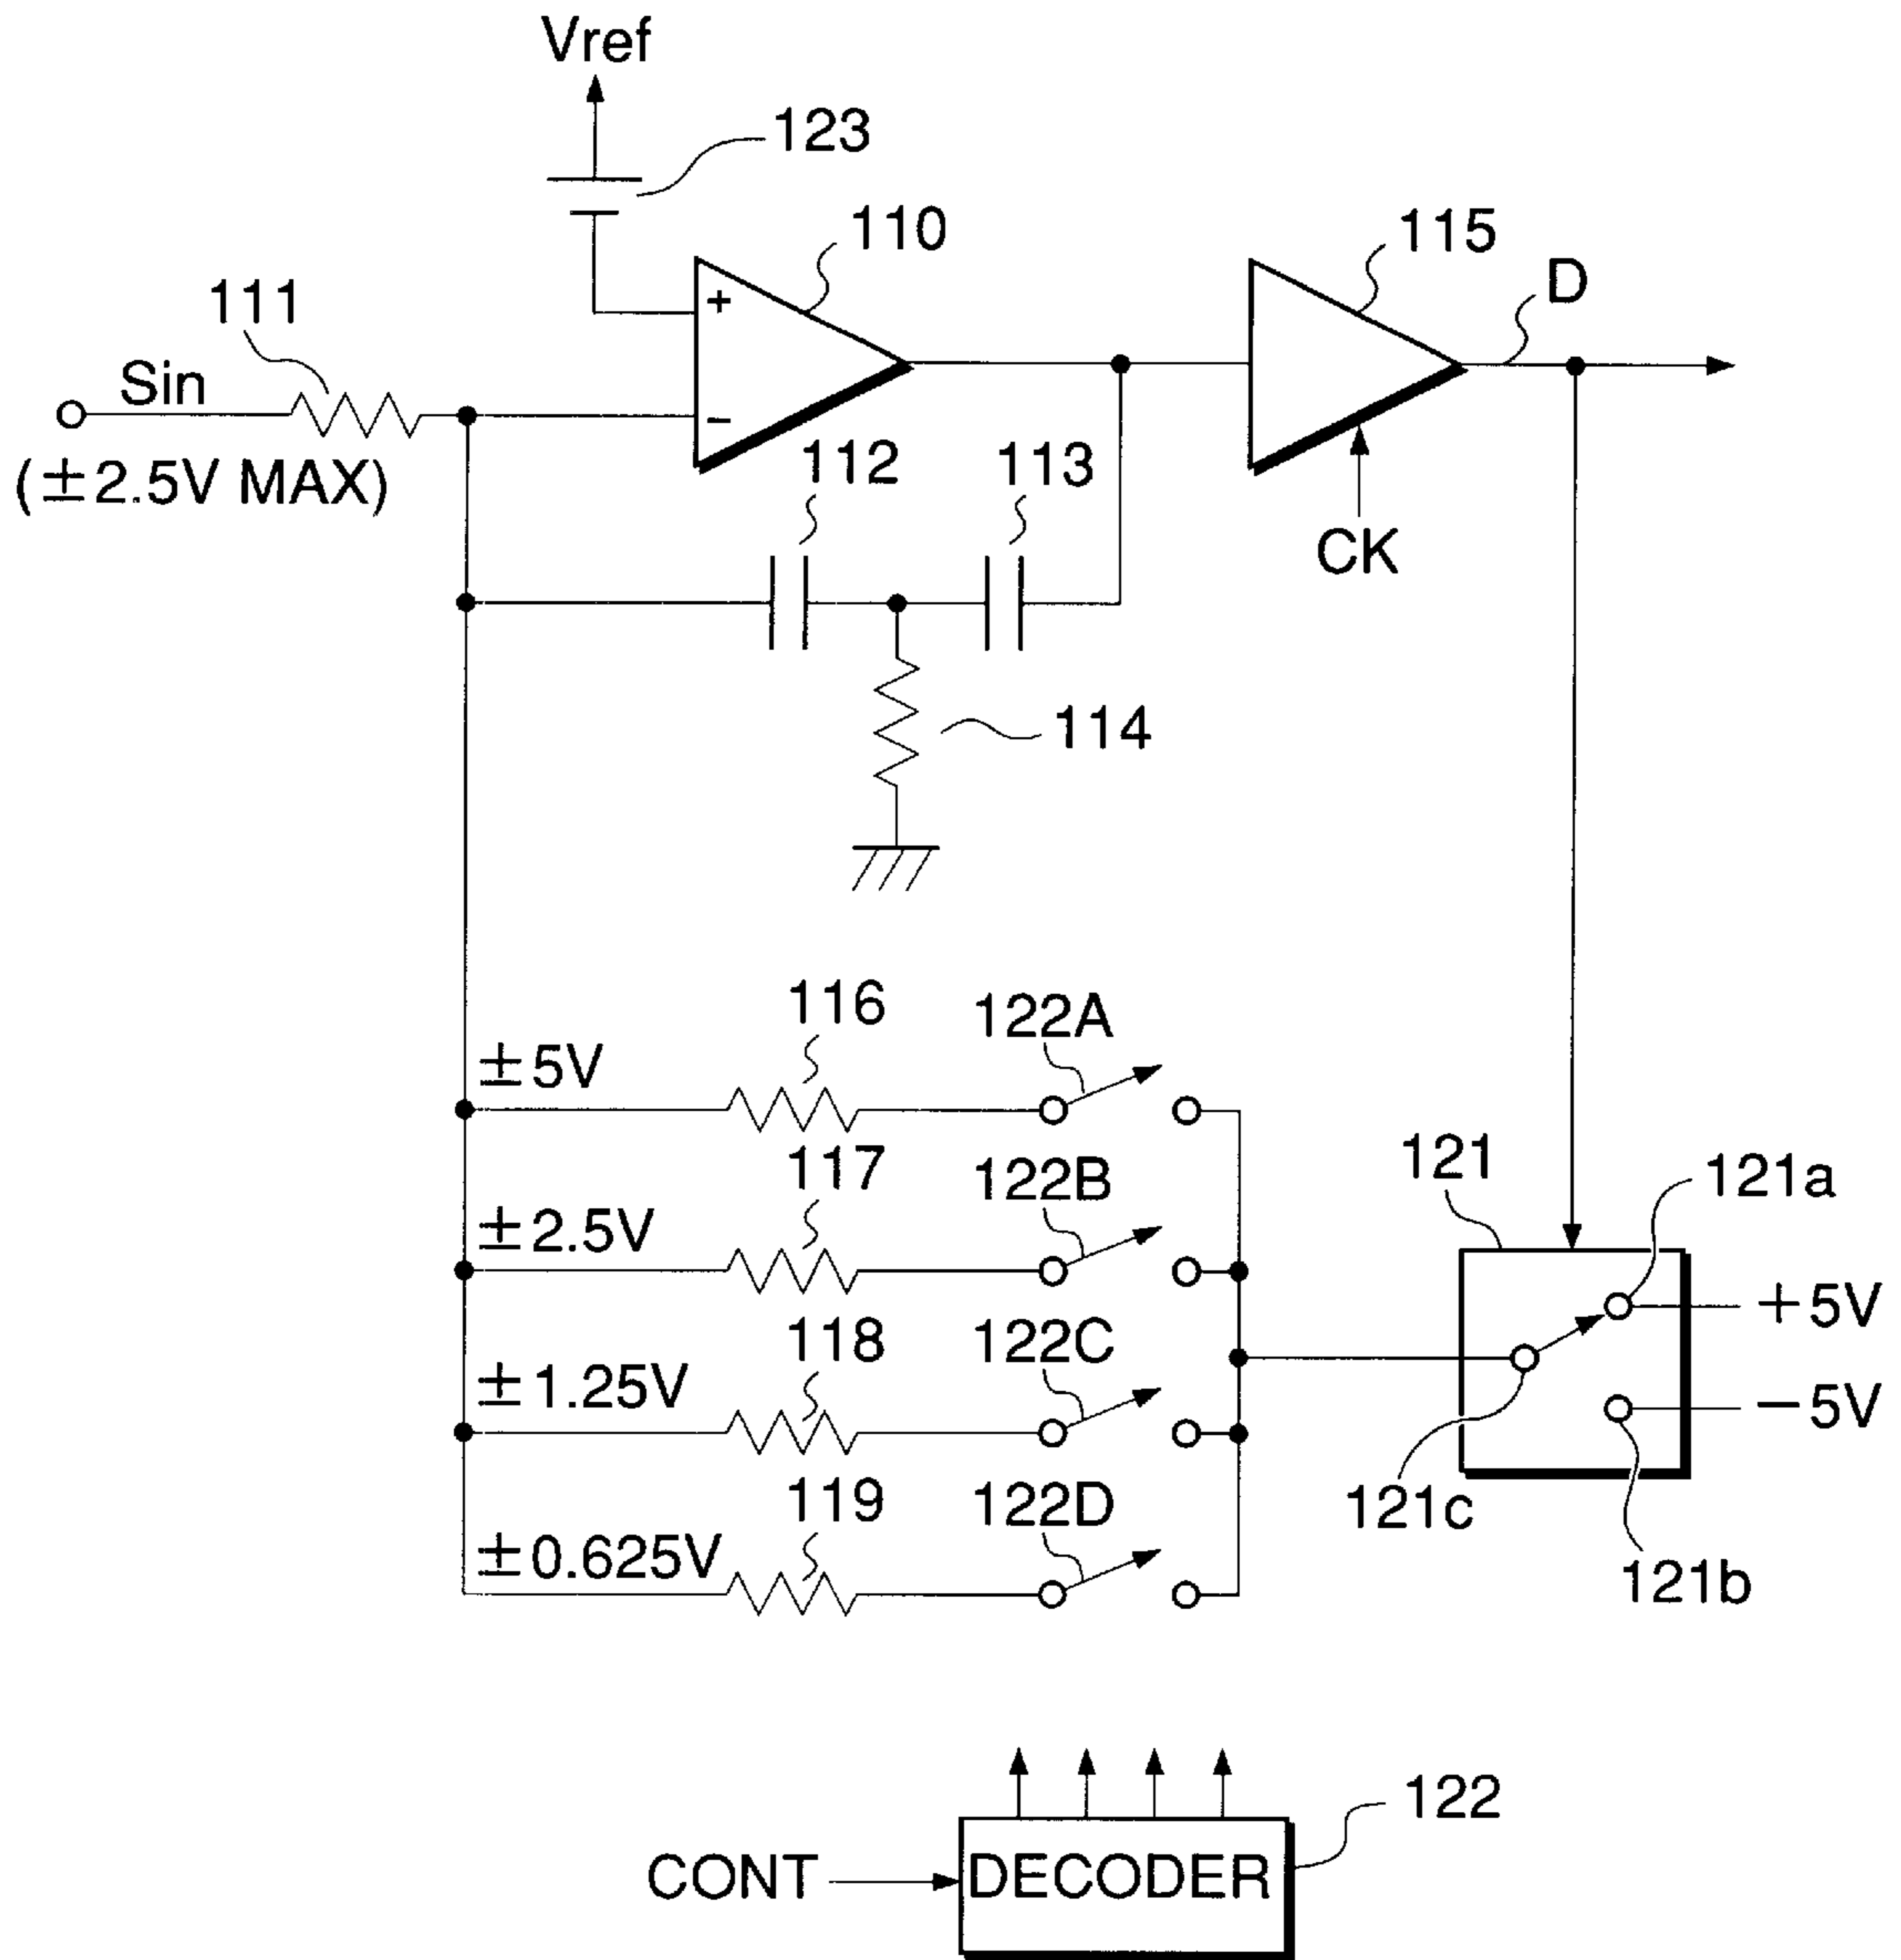 Vref
123
110
115
D
111
Sin
+
−
(±2.5V MAX)
112
113
CK
114
116
122A
±5V
117
122B
121
121a
±2.5V
+5V
118
122C
±1.25V
−5V
119
122D
121c
±0.625V
121b
122
CONT
DECODER